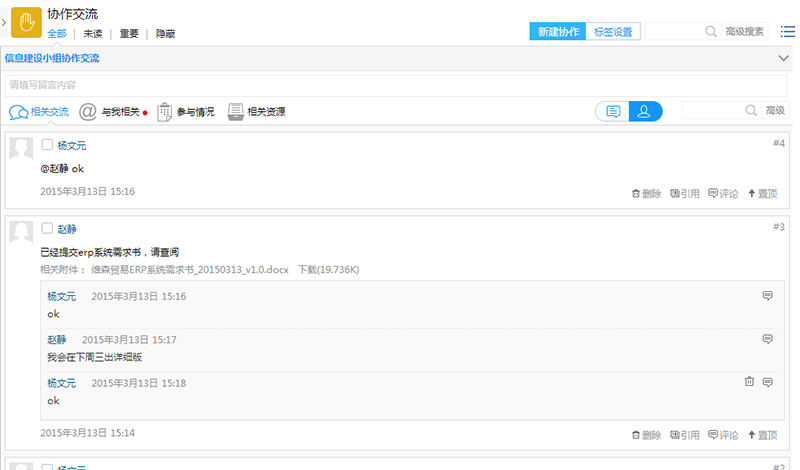 协作交流
全部 | 未读 | 重要 | 隐藏
新建协作 标签设置 高级搜索
信息建设小组协作交流
请填写留言内容
相关交流 @ 与我相关 参与情况 相关资源 高级
杨文元 #4
@赵静 ok
2015年3月13日 15:16 删除 引用 评论 置顶
赵静 #3
已经提交erp系统需求书，请查阅
相关附件： 维森贸易ERP系统需求书_20150313_v1.0.docx 下载(19.736K)
杨文元 2015年3月13日 15:16
ok
赵静 2015年3月13日 15:17
我会在下周三出详细版
杨文元 2015年3月13日 15:18
ok
2015年3月13日 15:14 删除 引用 评论 置顶
杨文元 #2